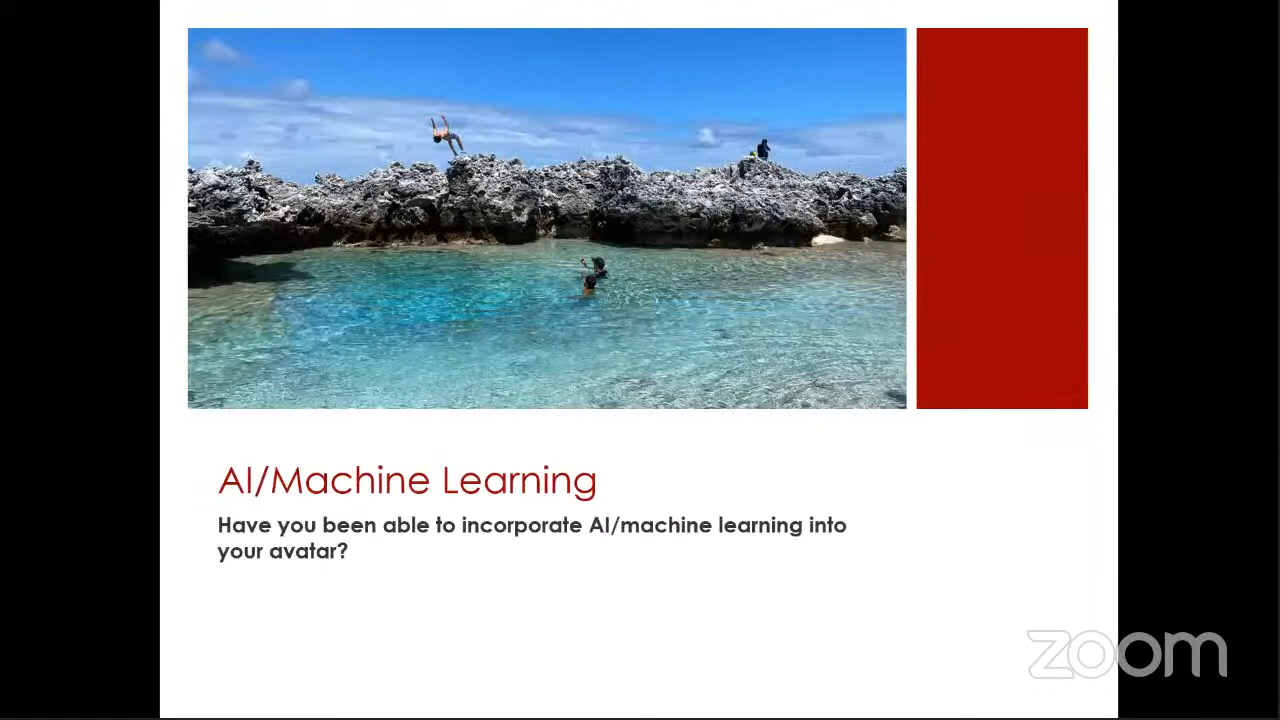 AI/Machine Learning
Have you been able to incorporate AI/machine learning into
your avatar?
zoom